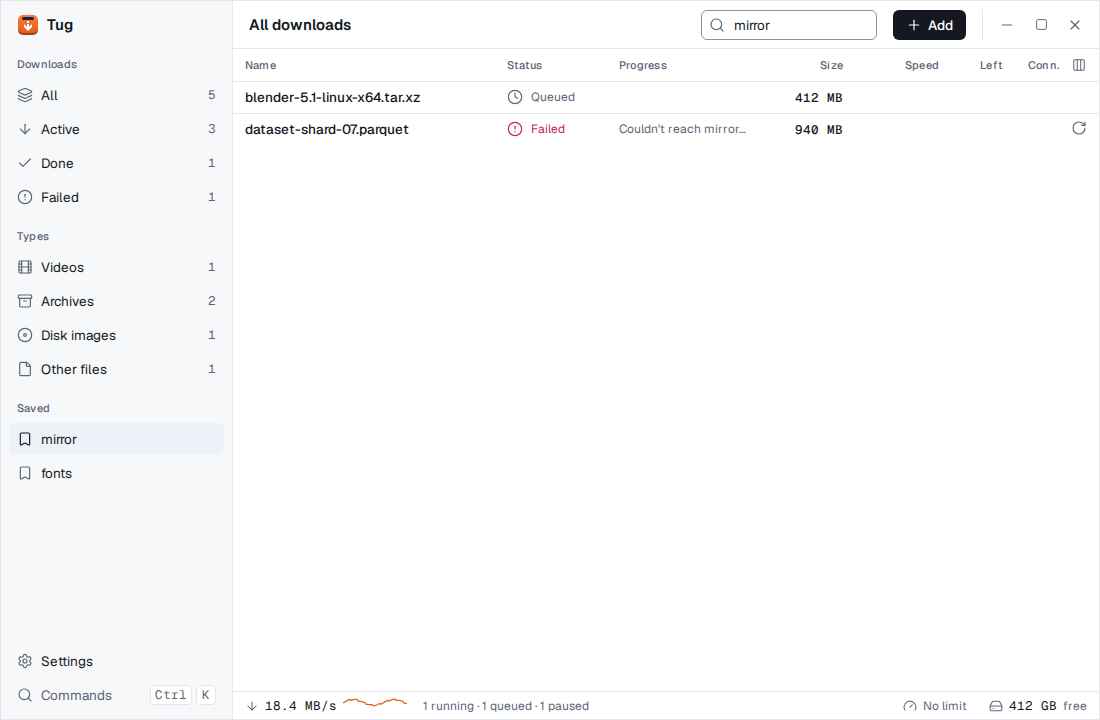 Tug
Downloads
All 5
Active 3
Done 1
Failed 1
Types
Videos 1
Archives 2
Disk images 1
Other files 1
Saved
mirror
fonts
Settings
Commands Ctrl K
All downloads
mirror
Add
Name Status Progress Size Speed Left Conn.
blender-5.1-linux-x64.tar.xz Queued 412 MB
dataset-shard-07.parquet Failed Couldn't reach mirror… 940 MB
18.4 MB/s 1 running · 1 queued · 1 paused No limit 412 GB free